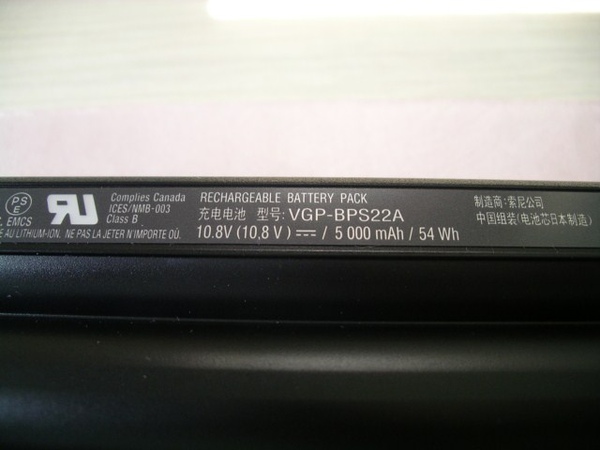 PS
E
Complies Canada
ICES/NMB-003
Class B
EMCS
AU LITHIUM-ION. NE PAS LA JETER N'IMPORTE OÙ.
RECHARGEABLE BATTERY PACK
充电电池 型号: VGP-BPS22A
10.8V (10,8 V) ⎓ / 5 000 mAh / 54 Wh
制造商: 索尼公司
中国组装(电池芯日本制造)